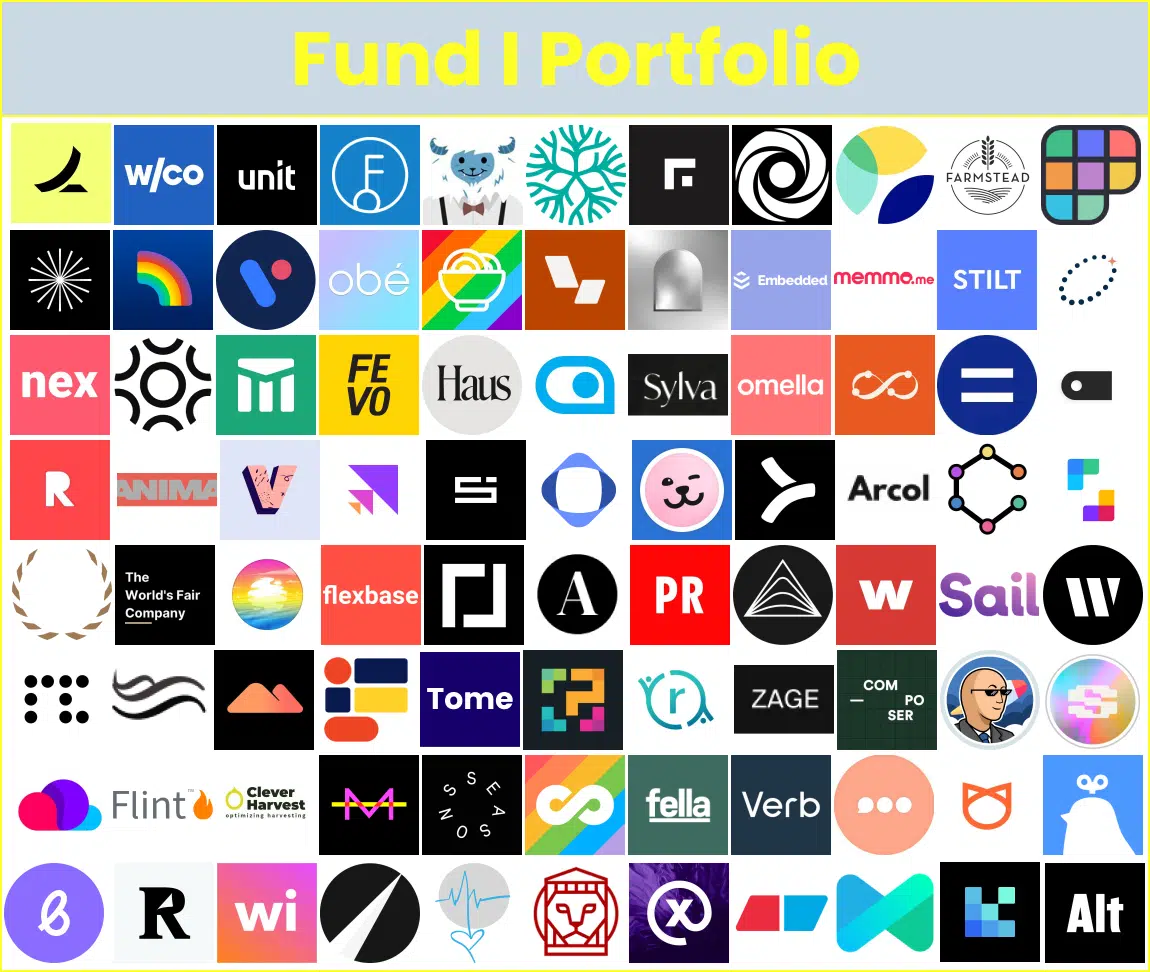 Fund I Portfolio
w/co
unit
F
FARMSTEAD
obé
Embedded
memmo.me
STILT
nex
FE
VO
Haus
Sylva
omella
R
ANIMA
V
Arcol
The
World's Fair
Company
flexbase
A
PR
W
Sail
Tome
r
ZAGE
COM
— PO
SER
S
Flint™
Clever
Harvest
optimizing harvesting
M
SEASONS
fella
Verb
R
wi
x
Alt